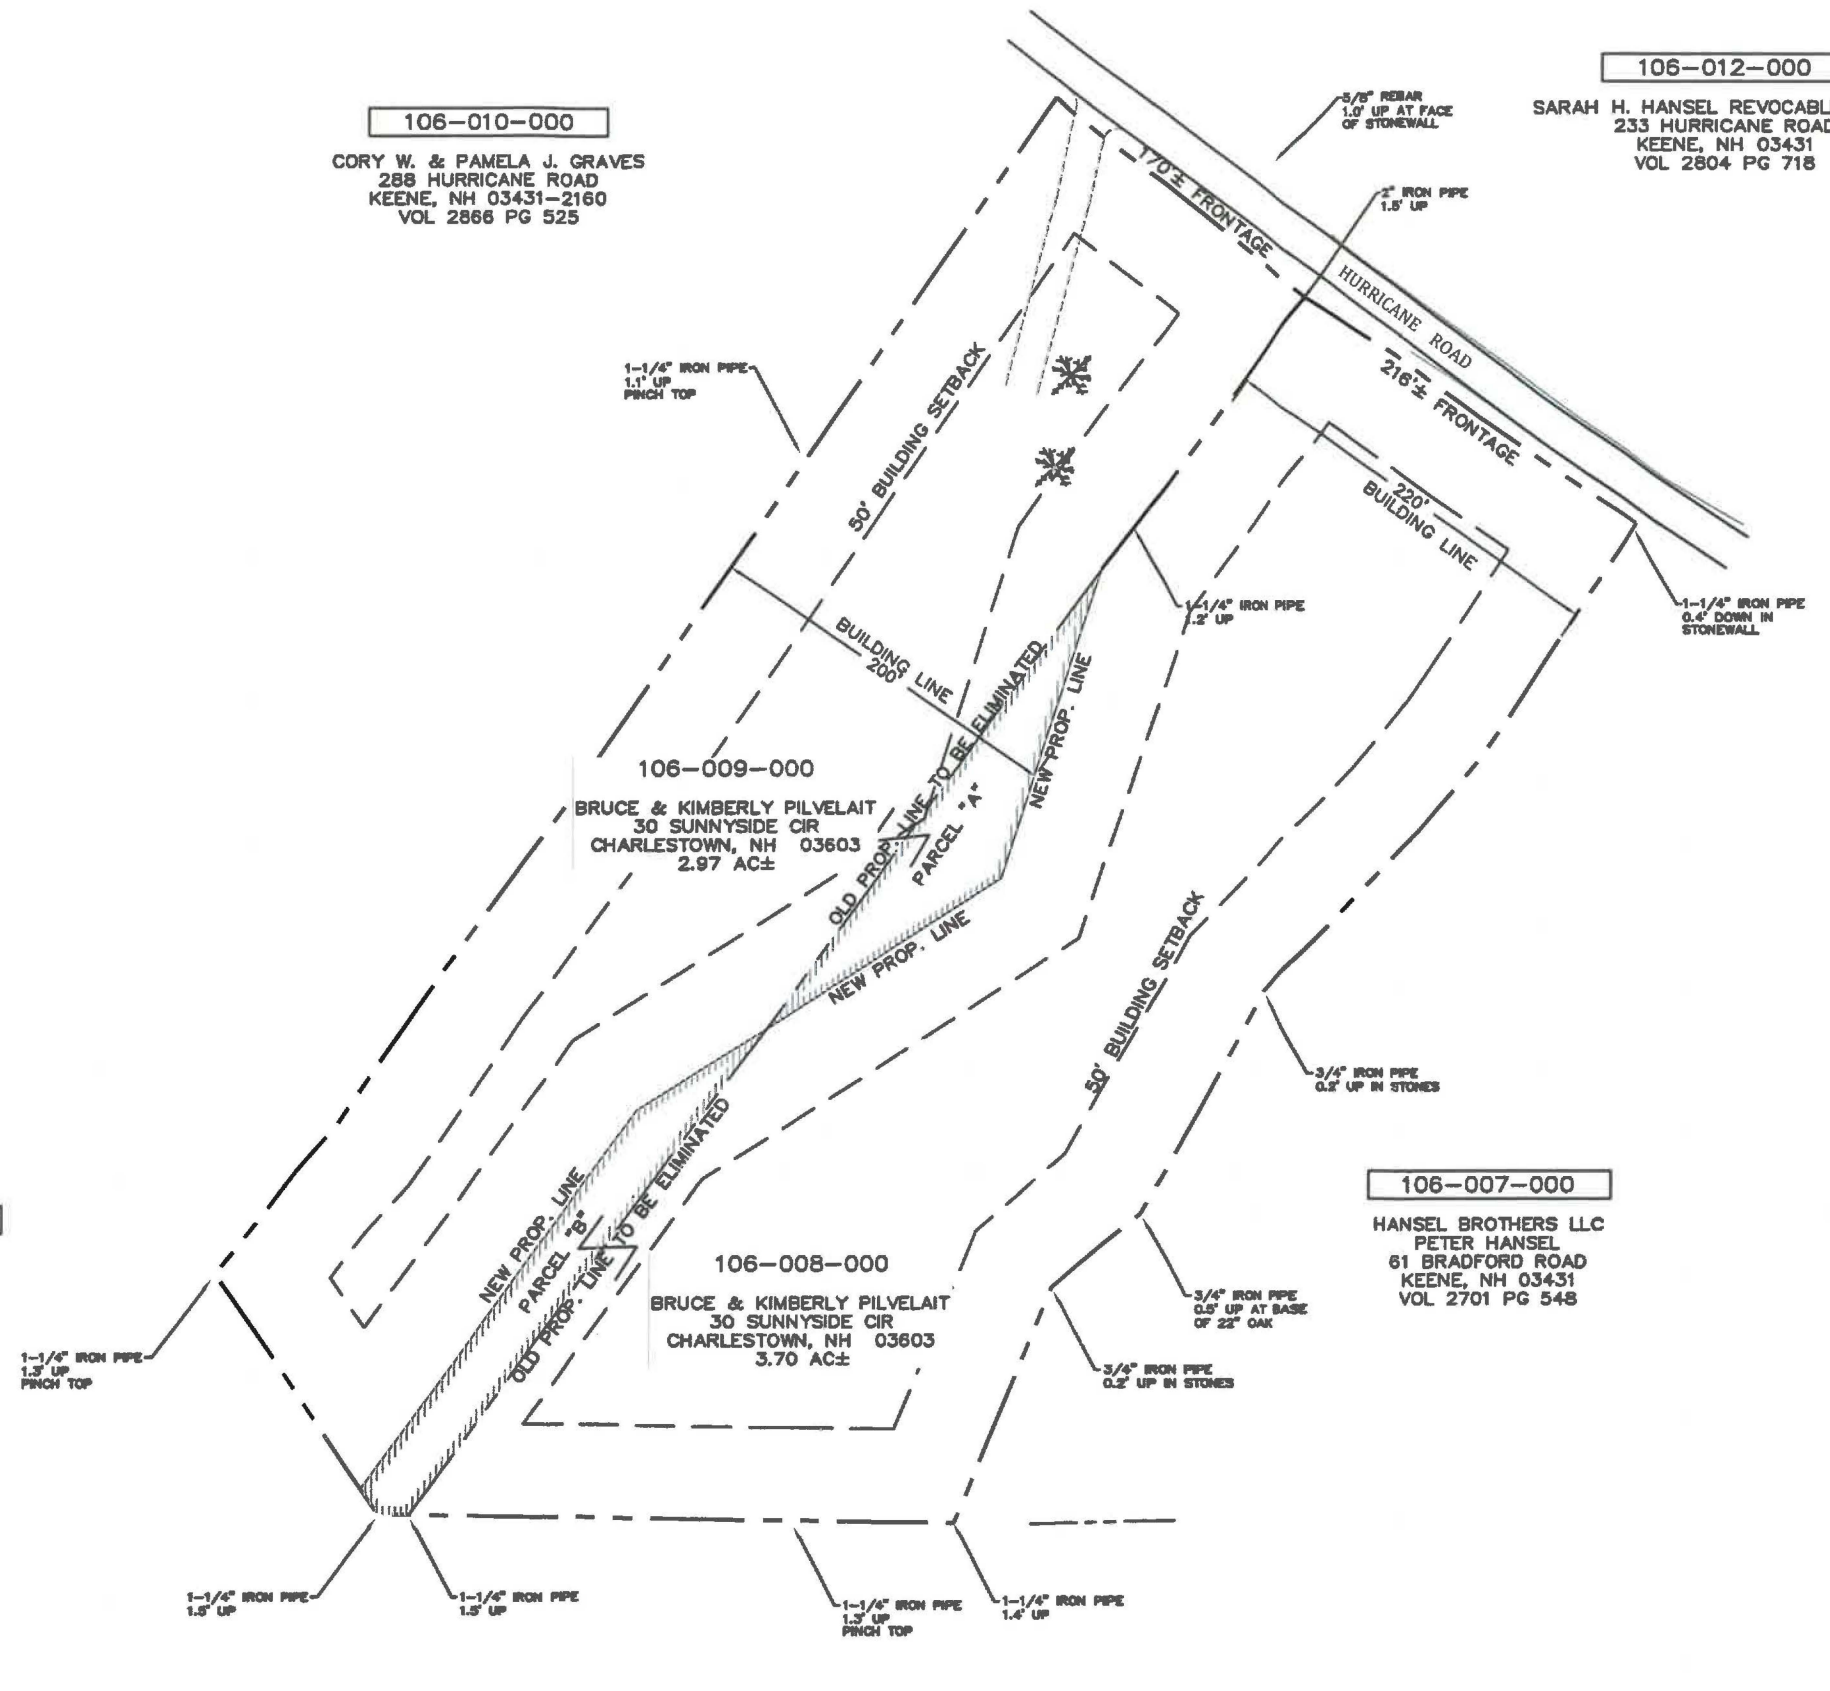 106-010-000
CORY W. & PAMELA J. GRAVES
288 HURRICANE ROAD
KEENE, NH 03431-2160
VOL 2866 PG 525
5/8" REBAR
1.0' UP AT FACE
OF STONEWALL
106-012-000
SARAH H. HANSEL REVOCABL
233 HURRICANE ROAD
KEENE, NH 03431
VOL 2804 PG 718
170'± FRONTAGE
2" IRON PIPE
1.5' UP
HURRICANE ROAD
216'± FRONTAGE
1-1/4" IRON PIPE
1.1' UP
PINCH TOP
50' BUILDING SETBACK
220'
BUILDING LINE
1-1/4" IRON PIPE
1.2' UP
1-1/4" IRON PIPE
0.4' DOWN IN
STONEWALL
BUILDING LINE
200'
OLD PROP. LINE TO BE ELIMINATED
NEW PROP. LINE
PARCEL "A"
106-009-000
BRUCE & KIMBERLY PILVELAIT
30 SUNNYSIDE CIR
CHARLESTOWN, NH 03603
2.97 AC±
NEW PROP. LINE
50' BUILDING SETBACK
3/4" IRON PIPE
0.2' UP IN STONES
NEW PROP. LINE
PARCEL "B"
OLD PROP. LINE TO BE ELIMINATED
106-008-000
BRUCE & KIMBERLY PILVELAIT
30 SUNNYSIDE CIR
CHARLESTOWN, NH 03603
3.70 AC±
106-007-000
HANSEL BROTHERS LLC
PETER HANSEL
61 BRADFORD ROAD
KEENE, NH 03431
VOL 2701 PG 548
3/4" IRON PIPE
0.5' UP AT BASE
OF 22" OAK
3/4" IRON PIPE
0.2' UP IN STONES
1-1/4" IRON PIPE
1.3' UP
PINCH TOP
1-1/4" IRON PIPE
1.5' UP
1-1/4" IRON PIPE
1.5' UP
1-1/4" IRON PIPE
1.3' UP
PINCH TOP
1-1/4" IRON PIPE
1.4' UP